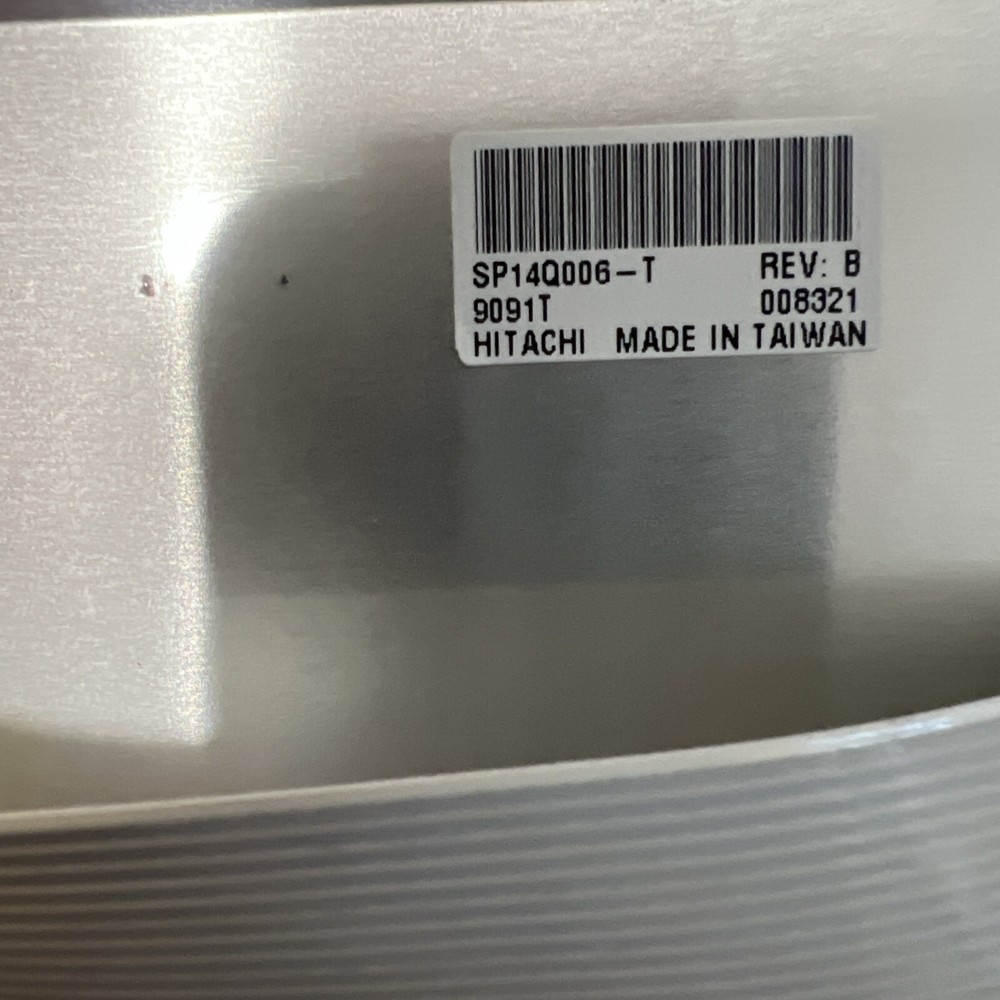 SP14Q006-T REV: B
9091T 008321
HITACHI MADE IN TAIWAN